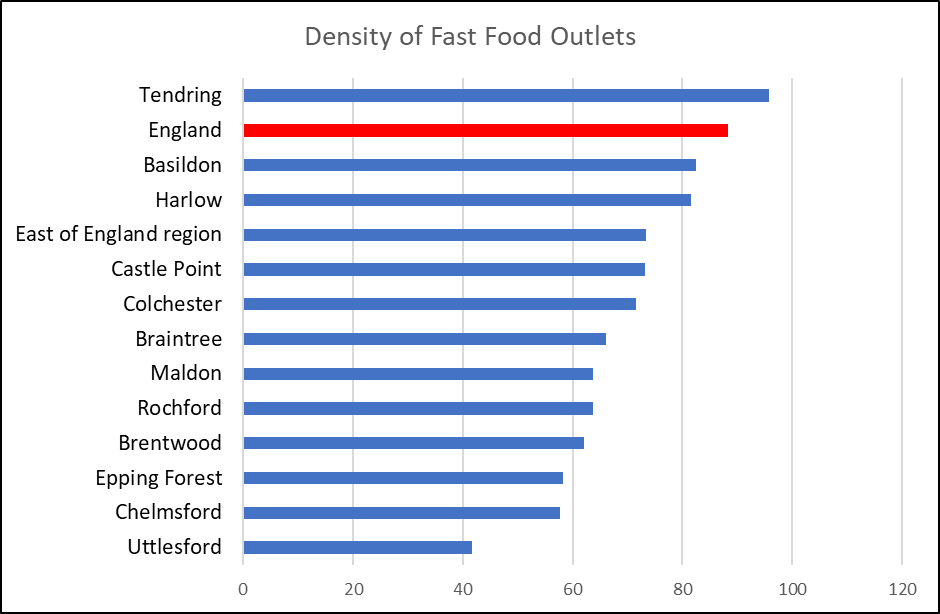 Density of Fast Food Outlets
Tendring
England
Basildon
Harlow
East of England region
Castle Point
Colchester
Braintree
Maldon
Rochford
Brentwood
Epping Forest
Chelmsford
Uttlesford
0 20 40 60 80 100 120